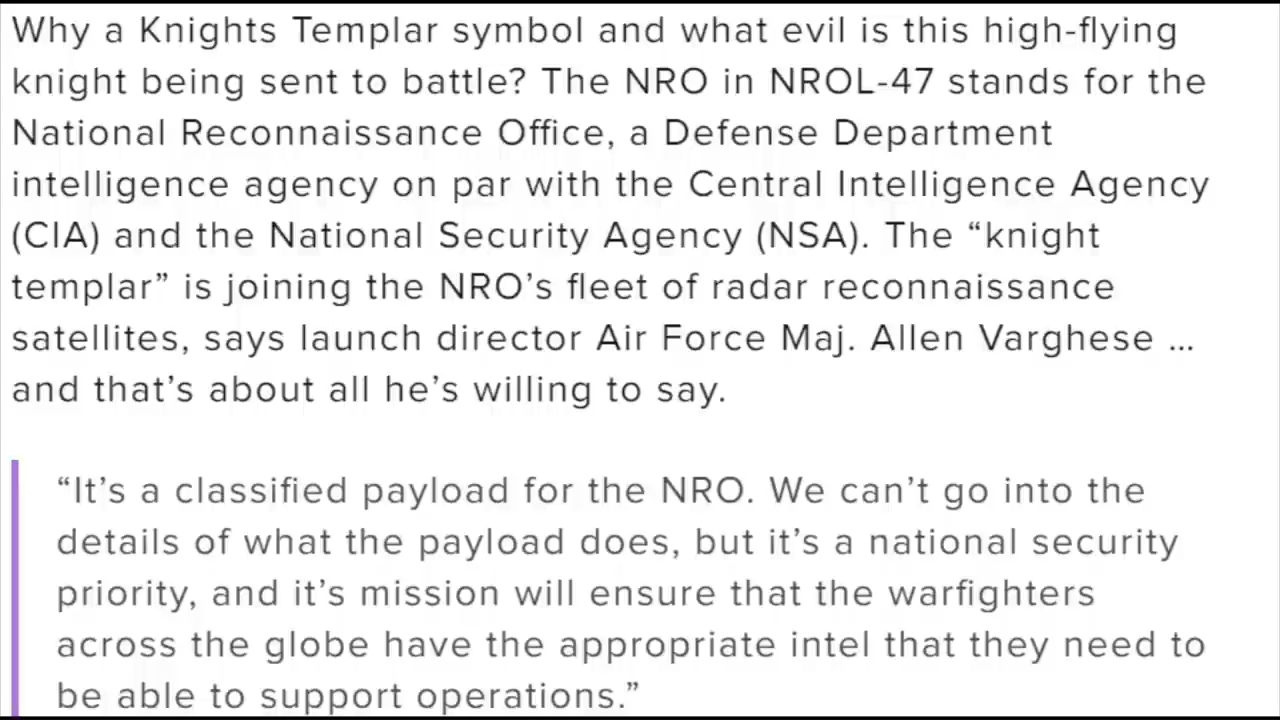 Why a Knights Templar symbol and what evil is this high-flying
knight being sent to battle? The NRO in NROL-47 stands for the
National Reconnaissance Office, a Defense Department
intelligence agency on par with the Central Intelligence Agency
(CIA) and the National Security Agency (NSA). The “knight
templar” is joining the NRO’s fleet of radar reconnaissance
satellites, says launch director Air Force Maj. Allen Varghese ...
and that’s about all he’s willing to say.
“It’s a classified payload for the NRO. We can’t go into the
details of what the payload does, but it’s a national security
priority, and it’s mission will ensure that the warfighters
across the globe have the appropriate intel that they need to
be able to support operations.”